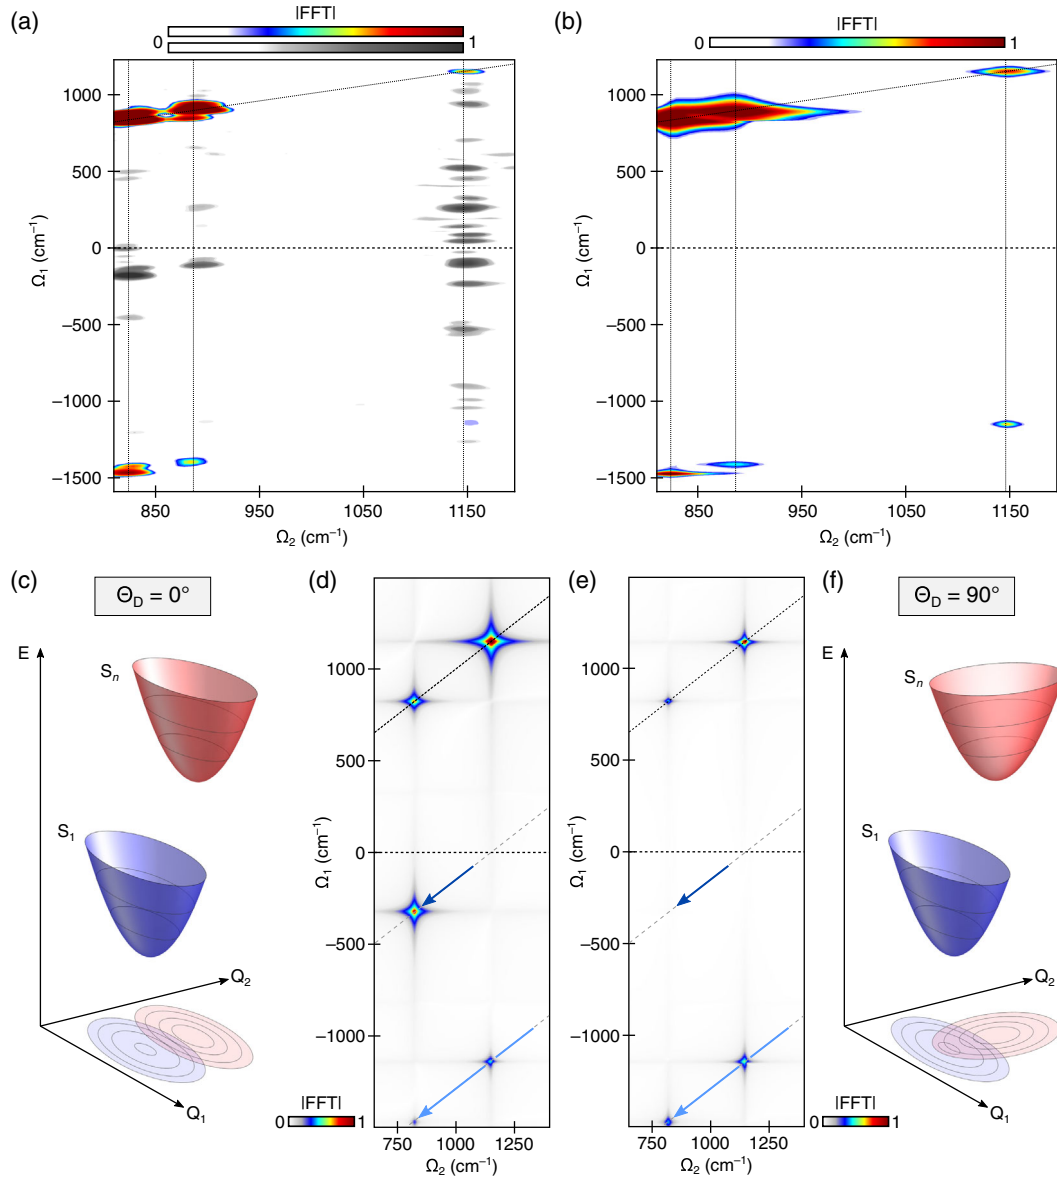 (a)
|FFT|
0
1
1000
500
0
−500
−1000
−1500
Ω1 (cm−1)
850
950
1050
1150
Ω2 (cm−1)
(b)
|FFT|
0
1
1000
500
0
−500
−1000
−1500
Ω1 (cm−1)
850
950
1050
1150
Ω2 (cm−1)
(c)
ΘD = 0°
E
Sn
S1
Q2
Q1
(d)
1000
500
0
−500
−1000
Ω1 (cm−1)
|FFT|
0
1
750
1000
1250
Ω2 (cm−1)
(e)
1000
500
0
−500
−1000
Ω1 (cm−1)
750
1000
1250
Ω2 (cm−1)
|FFT|
0
1
(f)
ΘD = 90°
E
Sn
S1
Q2
Q1